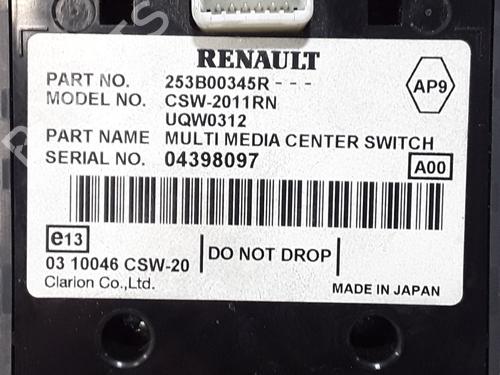 RENAULT
PART NO. 253B00345R - - -
AP9
MODEL NO. CSW-2011RN
UQW0312
PART NAME MULTI MEDIA CENTER SWITCH
SERIAL NO. 04398097
A00
e13
03 10046 CSW-20
DO NOT DROP
Clarion Co.,Ltd.
MADE IN JAPAN